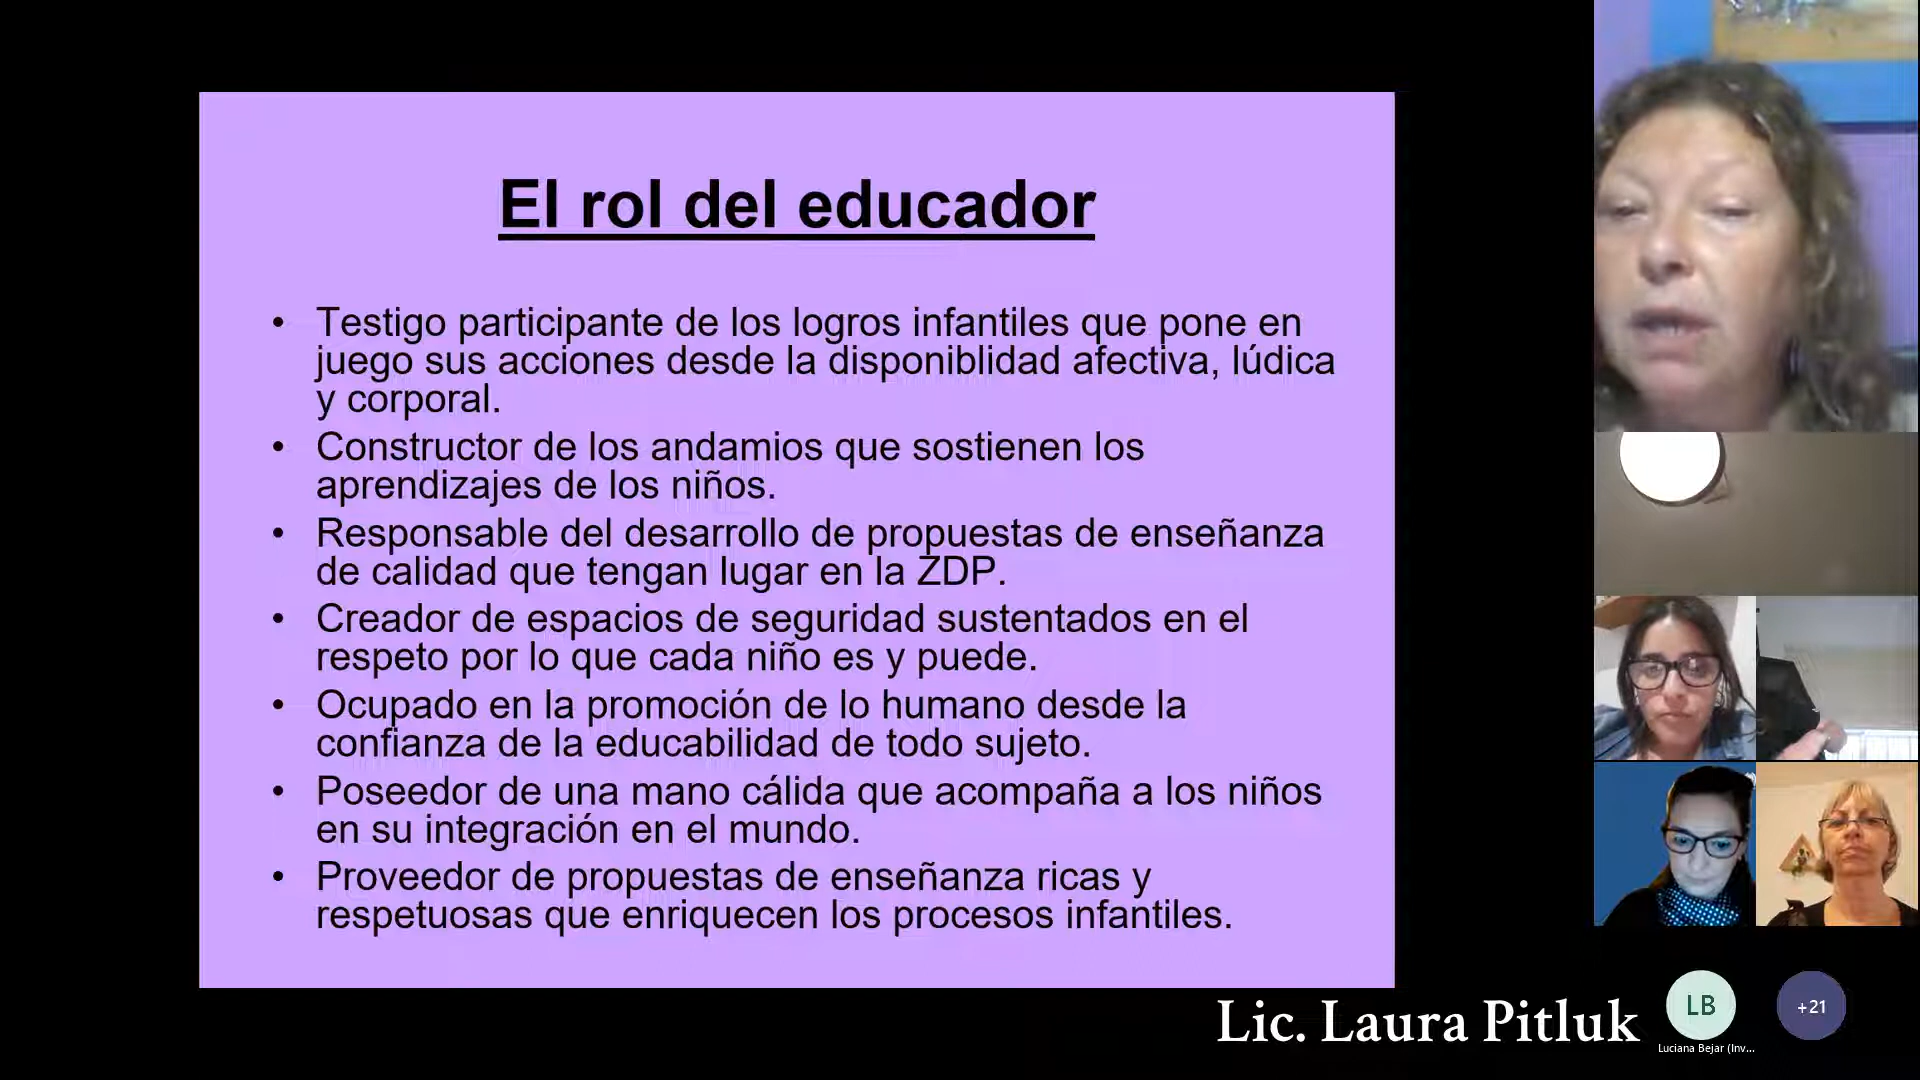 El rol del educador
• Testigo participante de los logros infantiles que pone en
juego sus acciones desde la disponiblidad afectiva, lúdica
y corporal.
• Constructor de los andamios que sostienen los
aprendizajes de los niños.
• Responsable del desarrollo de propuestas de enseñanza
de calidad que tengan lugar en la ZDP.
• Creador de espacios de seguridad sustentados en el
respeto por lo que cada niño es y puede.
• Ocupado en la promoción de lo humano desde la
confianza de la educabilidad de todo sujeto.
• Poseedor de una mano cálida que acompaña a los niños
en su integración en el mundo.
• Proveedor de propuestas de enseñanza ricas y
respetuosas que enriquecen los procesos infantiles.
Lic. Laura Pitluk
LB
+21
Luciana Bejar (Inv...